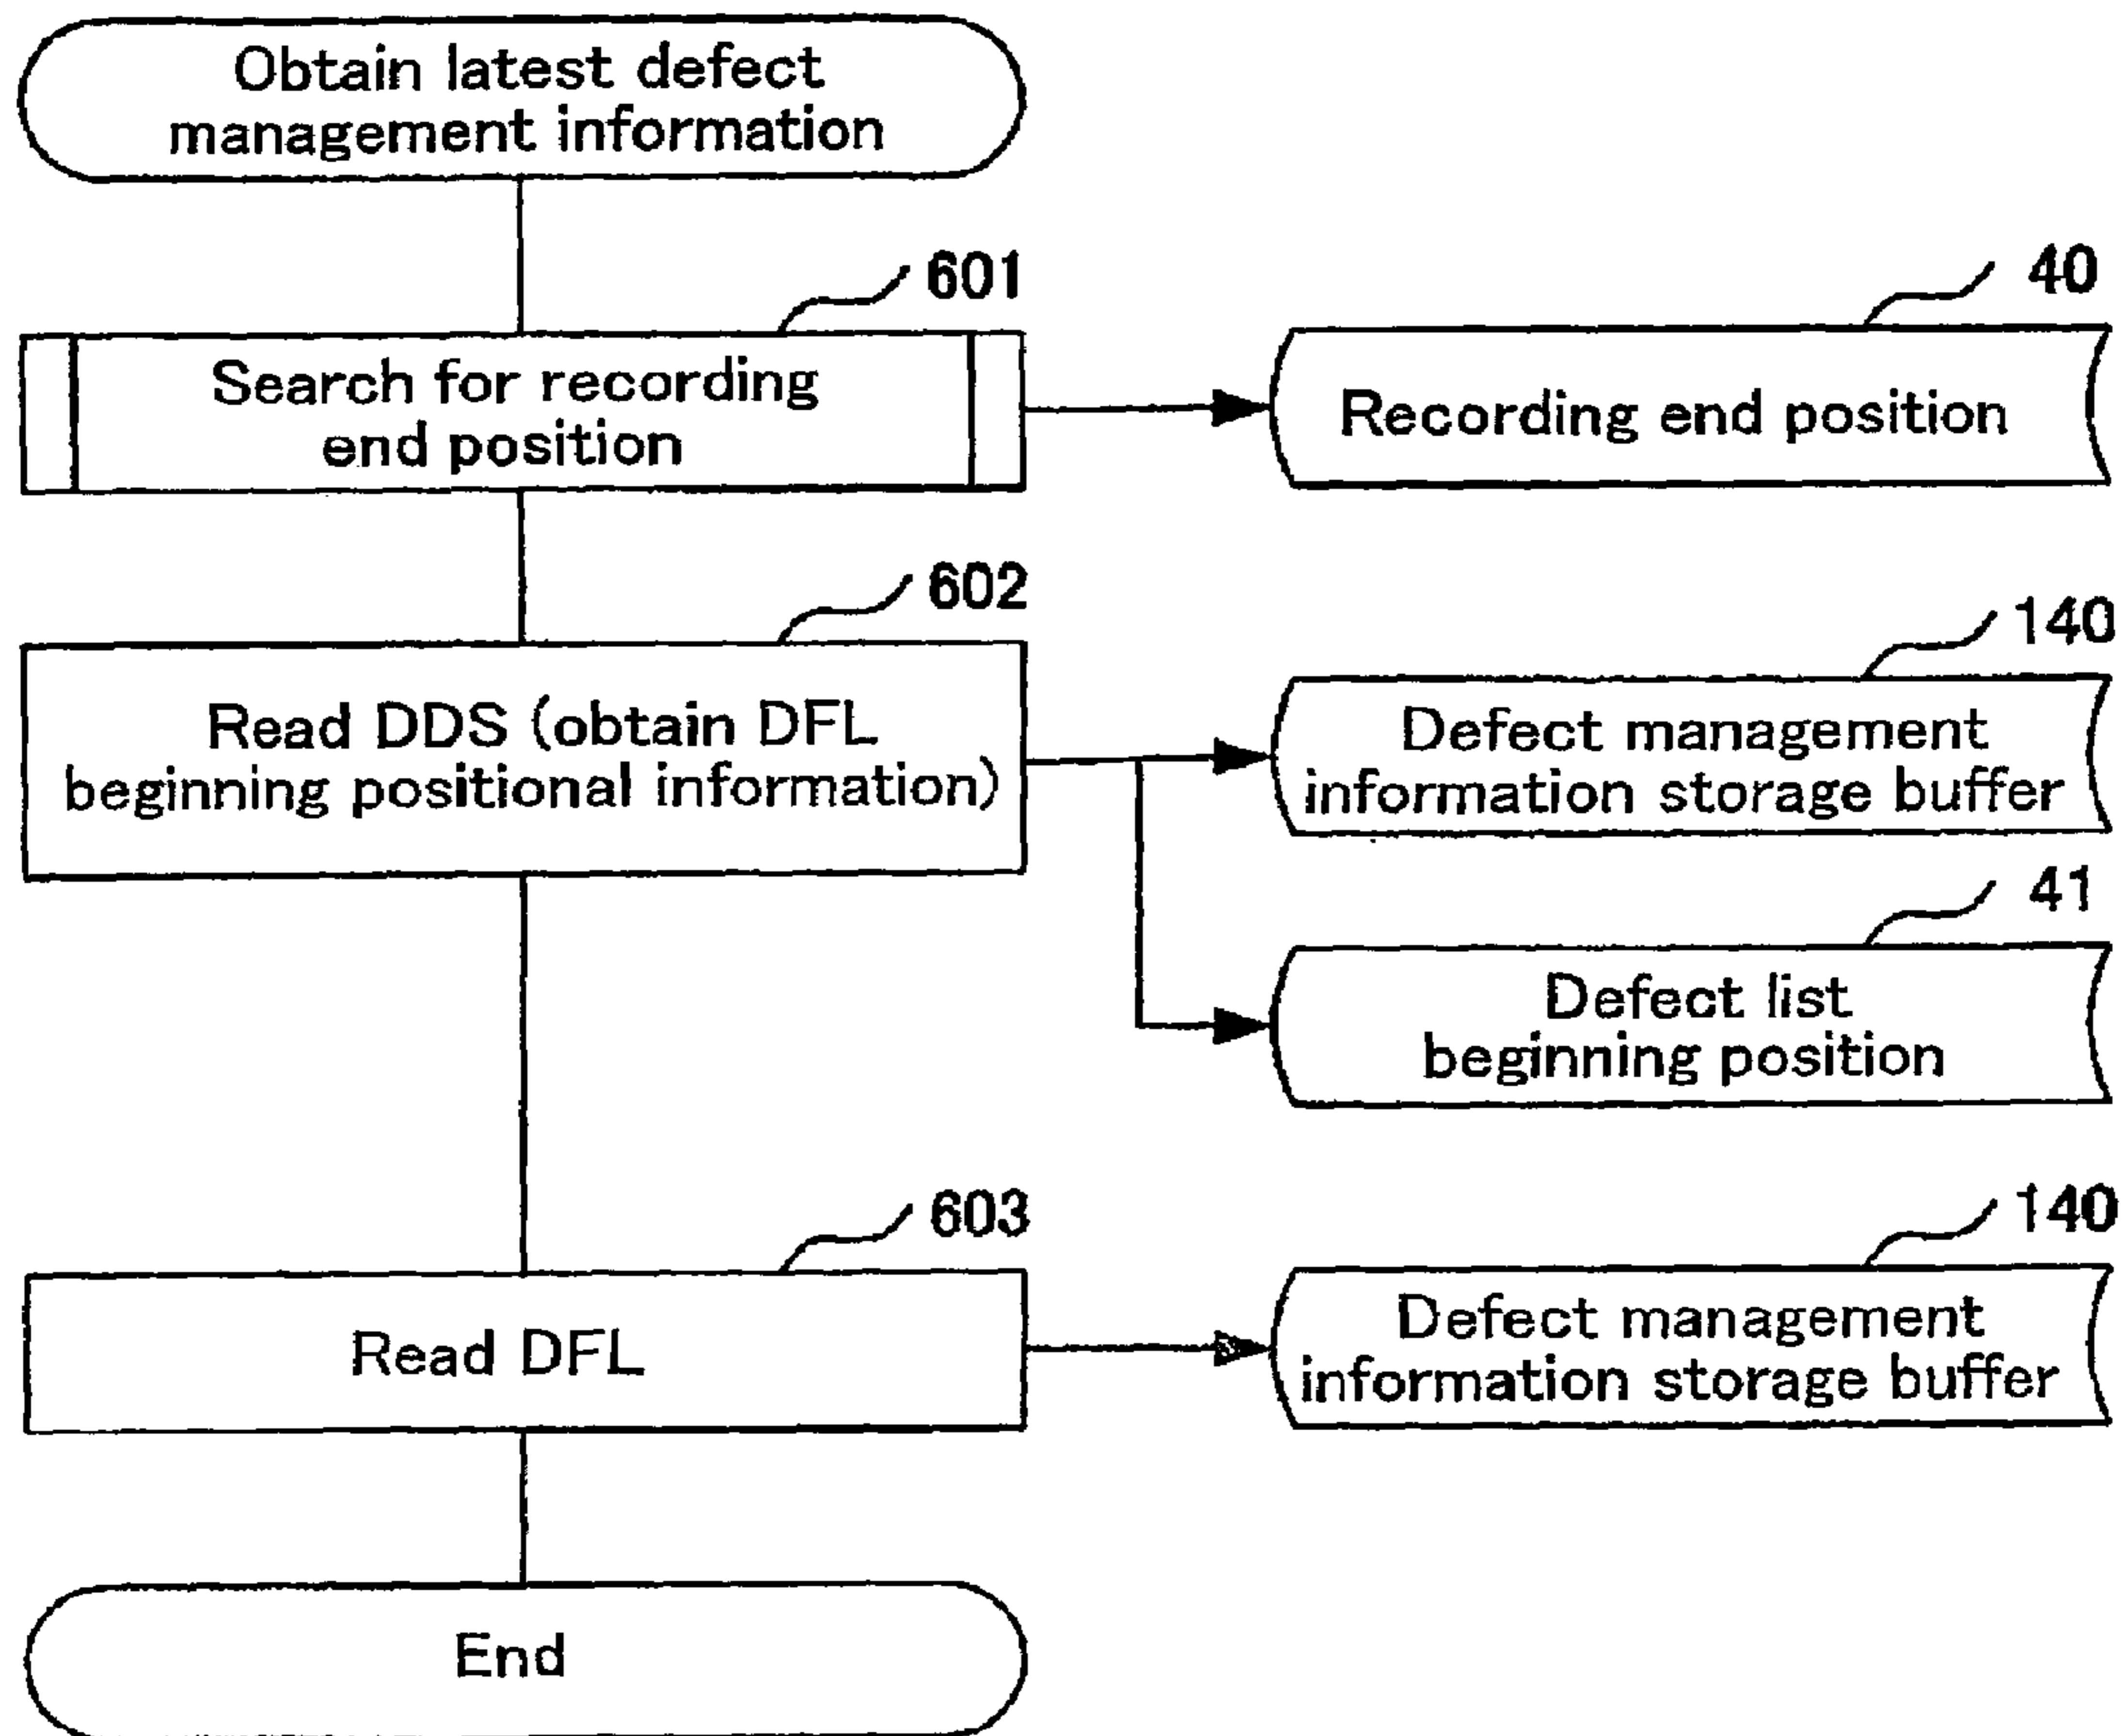 Obtain latest defect
management information
601
Search for recording
end position
40
Recording end position
602
Read DDS (obtain DFL
beginning positional information)
140
Defect management
information storage buffer
41
Defect list
beginning position
603
Read DFL
140
Defect management
information storage buffer
End